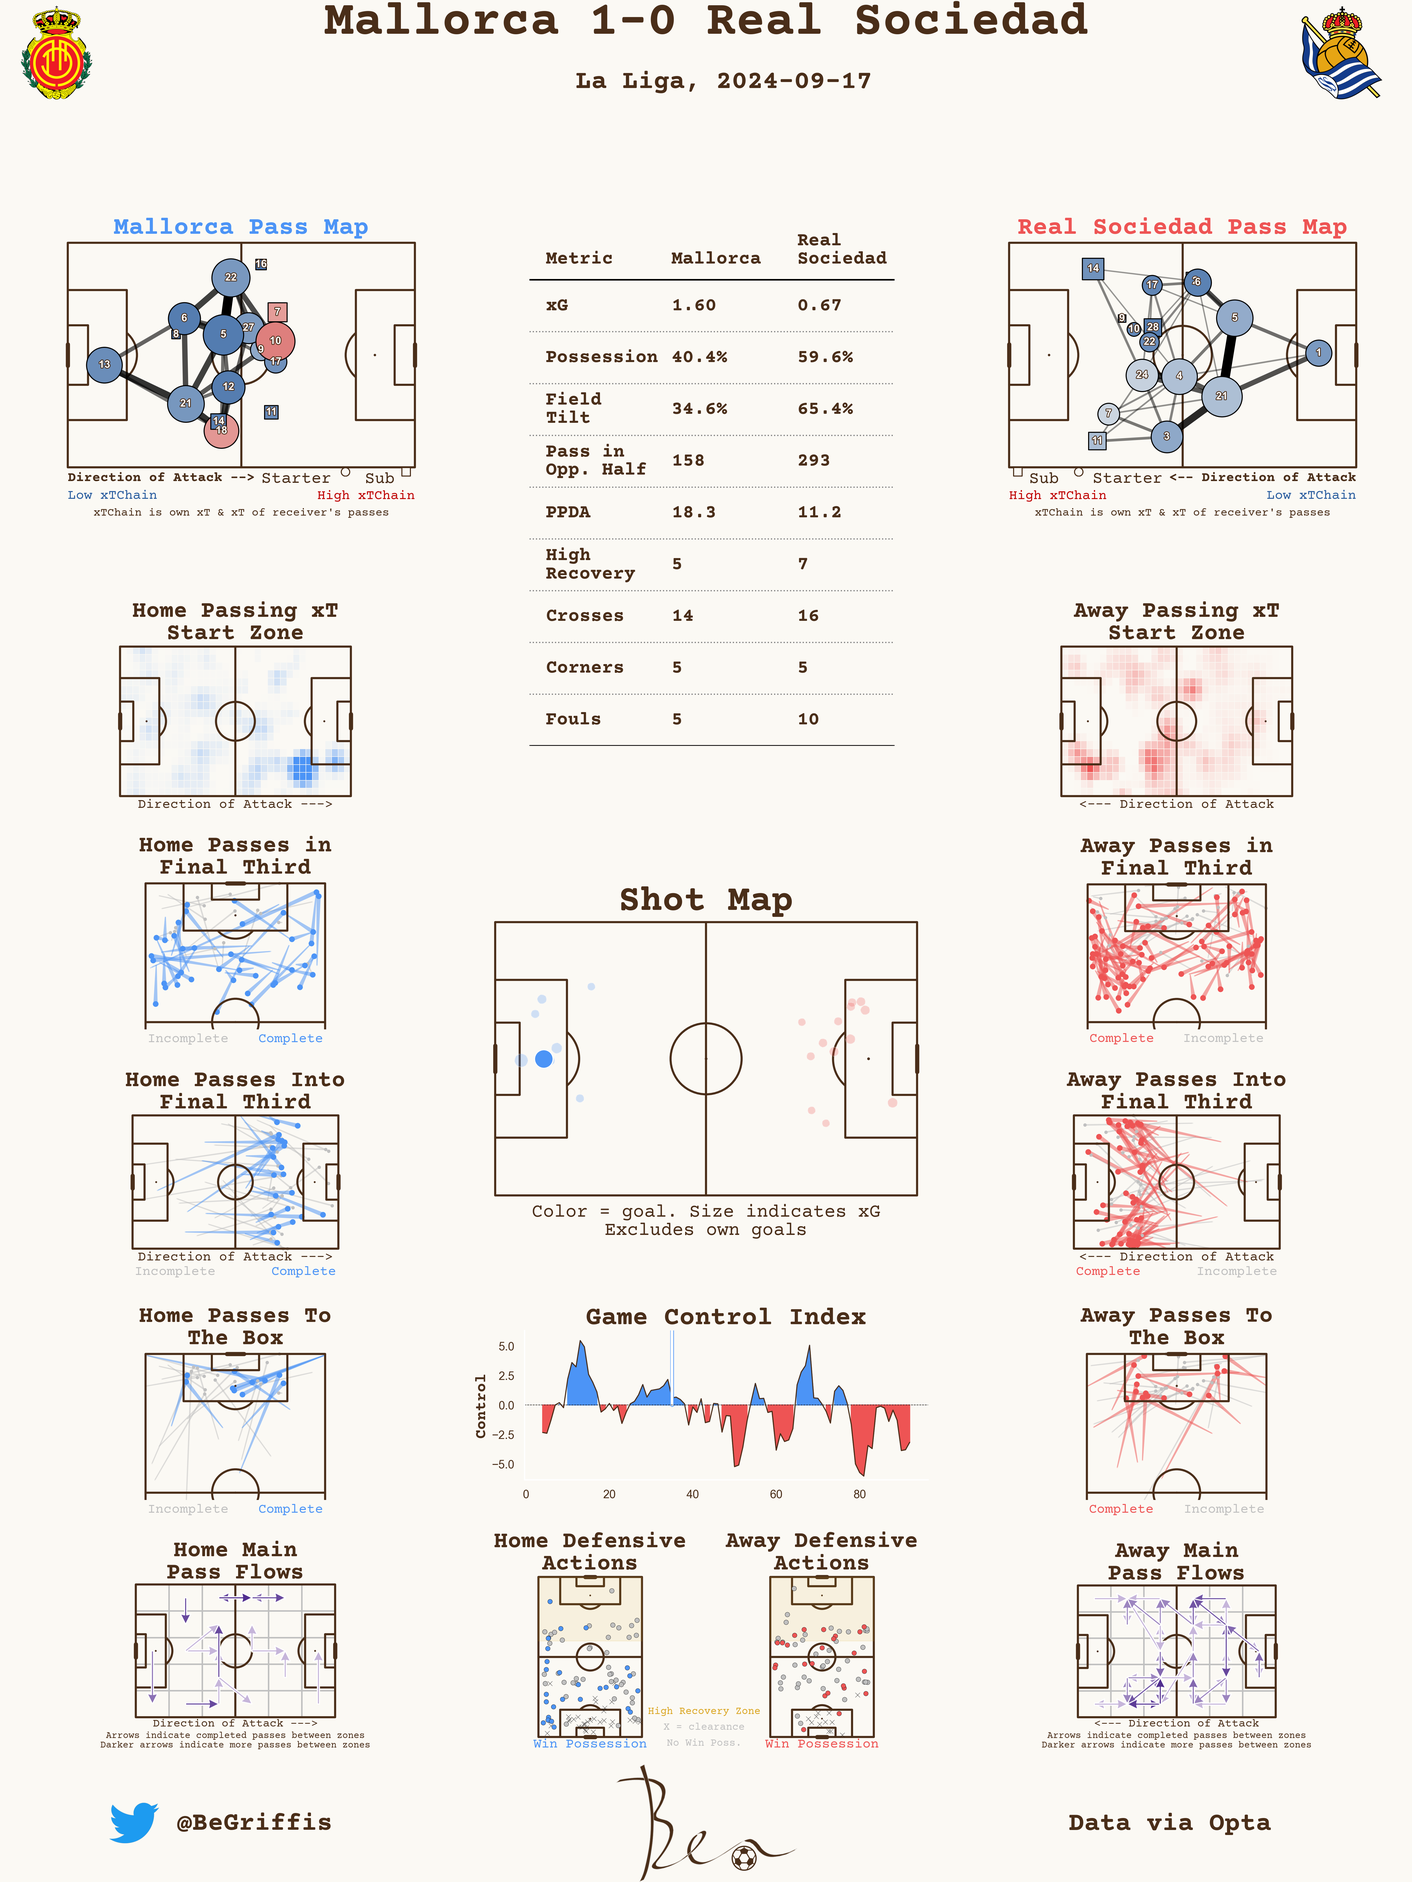 Mallorca 1-0 Real Sociedad
La Liga, 2024-09-17
Mallorca Pass Map
16
22
7
6
8
5
27
10
9
17
13
12
21
11
14
18
Direction of Attack --> Starter Sub
Low xTChain High xTChain
xTChain is own xT & xT of receiver's passes
Metric Mallorca Real Sociedad
xG 1.60 0.67
Possession 40.4% 59.6%
Field Tilt 34.6% 65.4%
Pass in Opp. Half 158 293
PPDA 18.3 11.2
High Recovery 5 7
Crosses 14 16
Corners 5 5
Fouls 5 10
Real Sociedad Pass Map
14
17
6
9
10
28
5
22
1
24
4
21
7
11
3
Sub Starter <-- Direction of Attack
High xTChain Low xTChain
xTChain is own xT & xT of receiver's passes
Home Passing xT
Start Zone
Direction of Attack --->
Away Passing xT
Start Zone
<--- Direction of Attack
Home Passes in
Final Third
Incomplete Complete
Away Passes in
Final Third
Complete Incomplete
Shot Map
Color = goal. Size indicates xG
Excludes own goals
Home Passes Into
Final Third
Direction of Attack --->
Incomplete Complete
Away Passes Into
Final Third
<--- Direction of Attack
Complete Incomplete
Home Passes To
The Box
Incomplete Complete
Game Control Index
Control
5.0
2.5
0.0
−2.5
−5.0
0 20 40 60 80
Away Passes To
The Box
Complete Incomplete
Home Main
Pass Flows
Direction of Attack --->
Arrows indicate completed passes between zones
Darker arrows indicate more passes between zones
Home Defensive
Actions
Win Possession
High Recovery Zone
X = clearance
No Win Poss.
Away Defensive
Actions
Win Possession
Away Main
Pass Flows
<--- Direction of Attack
Arrows indicate completed passes between zones
Darker arrows indicate more passes between zones
@BeGriffis
Ben
Data via Opta